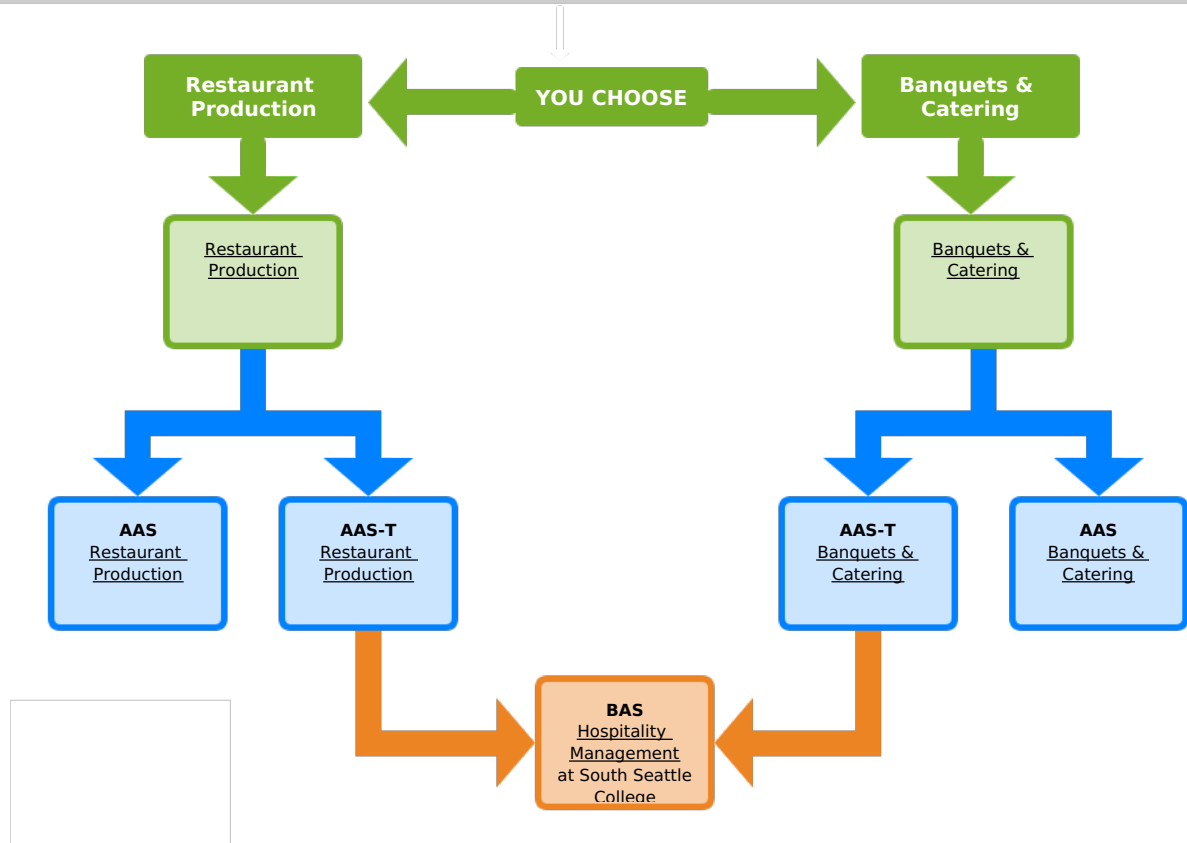 Restaurant
Production
YOU CHOOSE
Banquets &
Catering
Restaurant
Production
Banquets &
Catering
AAS
Restaurant
Production
AAS-T
Restaurant
Production
AAS-T
Banquets &
Catering
AAS
Banquets &
Catering
BAS
Hospitality
Management
at South Seattle
College